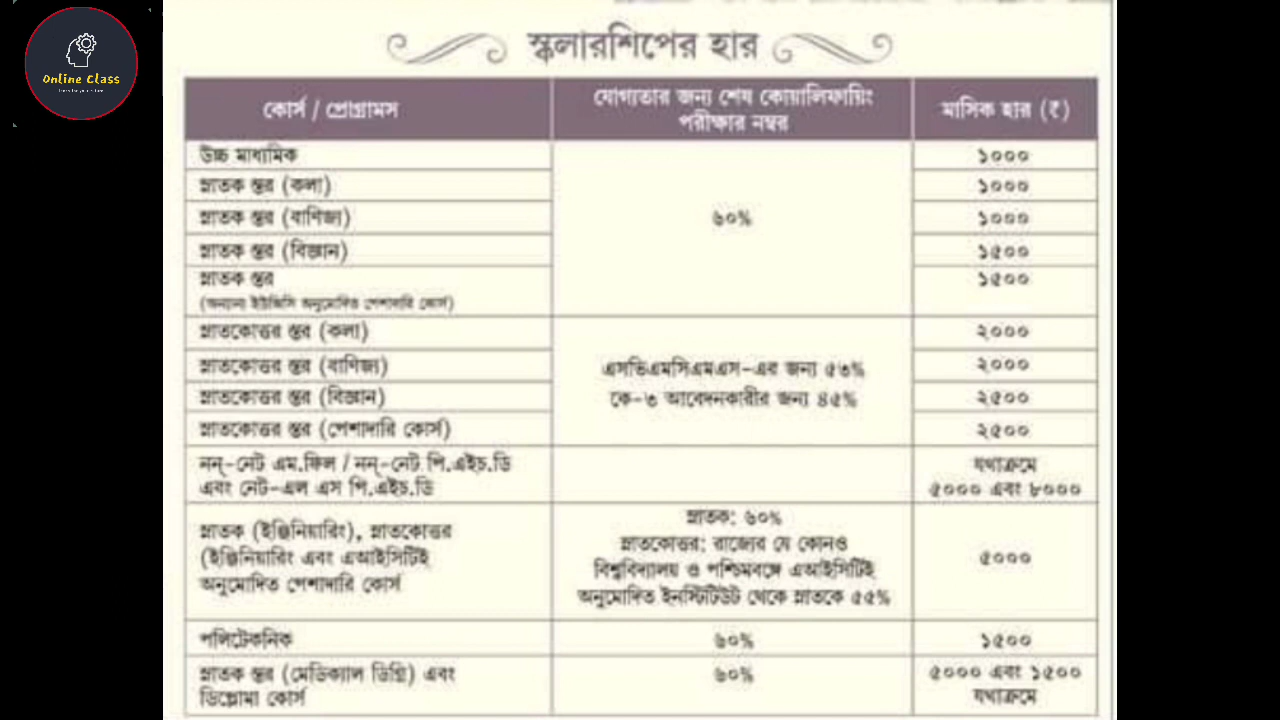 Online Class
স্কলারশিপের হার
কোর্স / প্রোগ্রামস
যোগ্যতার জন্য শেষ কোয়ালিফায়িং
পরীক্ষার নম্বর
মাসিক হার (₹)
উচ্চ মাধ্যমিক
১০০০
স্নাতক স্তর (কলা)
১০০০
স্নাতক স্তর (বাণিজ্য)
৬০%
১০০০
স্নাতক স্তর (বিজ্ঞান)
১৫০০
স্নাতক স্তর
(অন্যান্য ইউজিসি অনুমোদিত পেশাদারি কোর্স)
১৫০০
স্নাতকোত্তর স্তর (কলা)
২০০০
স্নাতকোত্তর স্তর (বাণিজ্য)
এসভিএমসিএমএস-এর জন্য ৫৩%
কে-৩ আবেদনকারীর জন্য ৪৫%
২০০০
স্নাতকোত্তর স্তর (বিজ্ঞান)
২৫০০
স্নাতকোত্তর স্তর (পেশাদারি কোর্স)
২৫০০
নন্-নেট এম.ফিল / নন্-নেট পি.এইচ.ডি
এবং নেট-এল এস পি.এইচ.ডি
যথাক্রমে
৫০০০ এবং ৮০০০
স্নাতক (ইঞ্জিনিয়ারিং), স্নাতকোত্তর
(ইঞ্জিনিয়ারিং এবং এআইসিটিই
অনুমোদিত পেশাদারি কোর্স
স্নাতক: ৬০%
স্নাতকোত্তর: রাজ্যের যে কোনও
বিশ্ববিদ্যালয় ও পশ্চিমবঙ্গে এআইসিটিই
অনুমোদিত ইনস্টিটিউট থেকে স্নাতকে ৫৫%
৫০০০
পলিটেকনিক
৬০%
১৫০০
স্নাতক স্তর (মেডিক্যাল ডিগ্রি) এবং
ডিপ্লোমা কোর্স
৬০%
৫০০০ এবং ১৫০০
যথাক্রমে